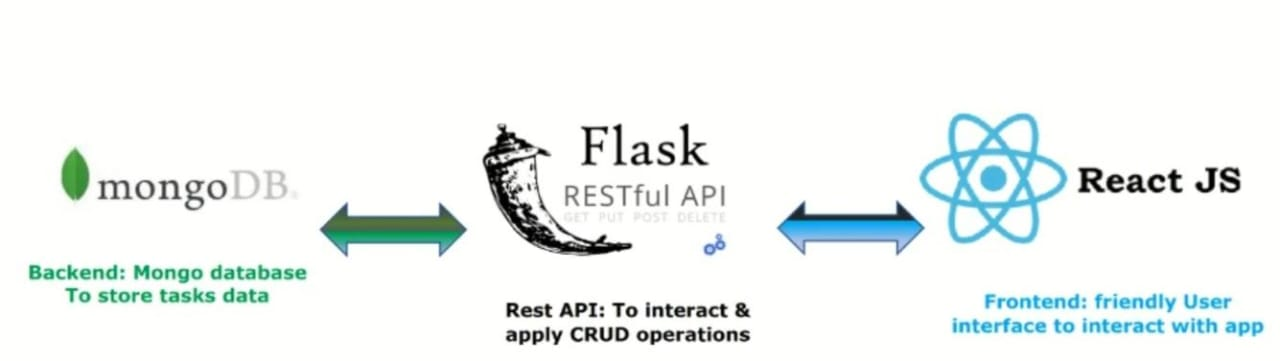 mongoDB.
Backend: Mongo database
To store tasks data
Flask
RESTful API
GET PUT POST DELETE
Rest API: To interact &
apply CRUD operations
React JS
Frontend: friendly User
interface to interact with app